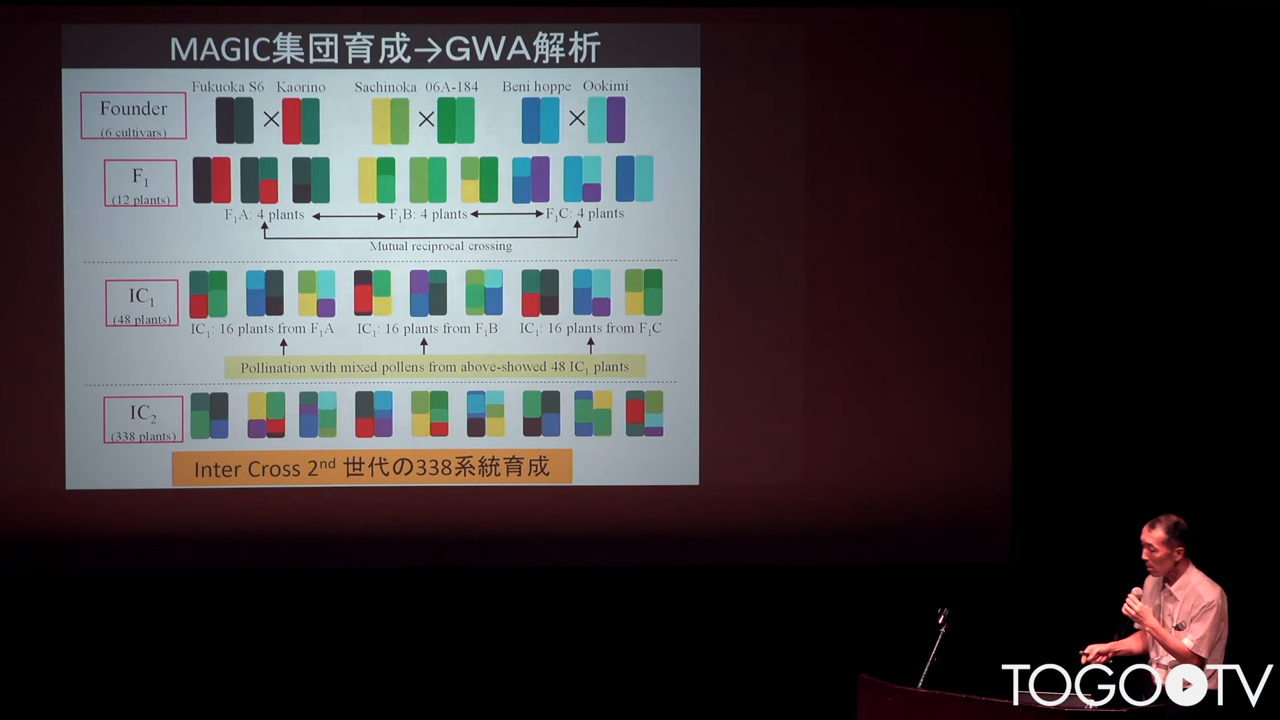 MAGIC集団育成→GWA解析
Fukuoka S6 Kaorino Sachinoka 06A-184 Beni hoppe Ookimi
Founder
(6 cultivars)
× × ×
F₁
(12 plants)
F₁A: 4 plants F₁B: 4 plants F₁C: 4 plants
Mutual reciprocal crossing
IC₁
(48 plants)
IC₁: 16 plants from F₁A IC₁: 16 plants from F₁B IC₁: 16 plants from F₁C
Pollination with mixed pollens from above-showed 48 IC₁ plants
IC₂
(338 plants)
Inter Cross 2ⁿᵈ 世代の338系統育成
TOGO TV